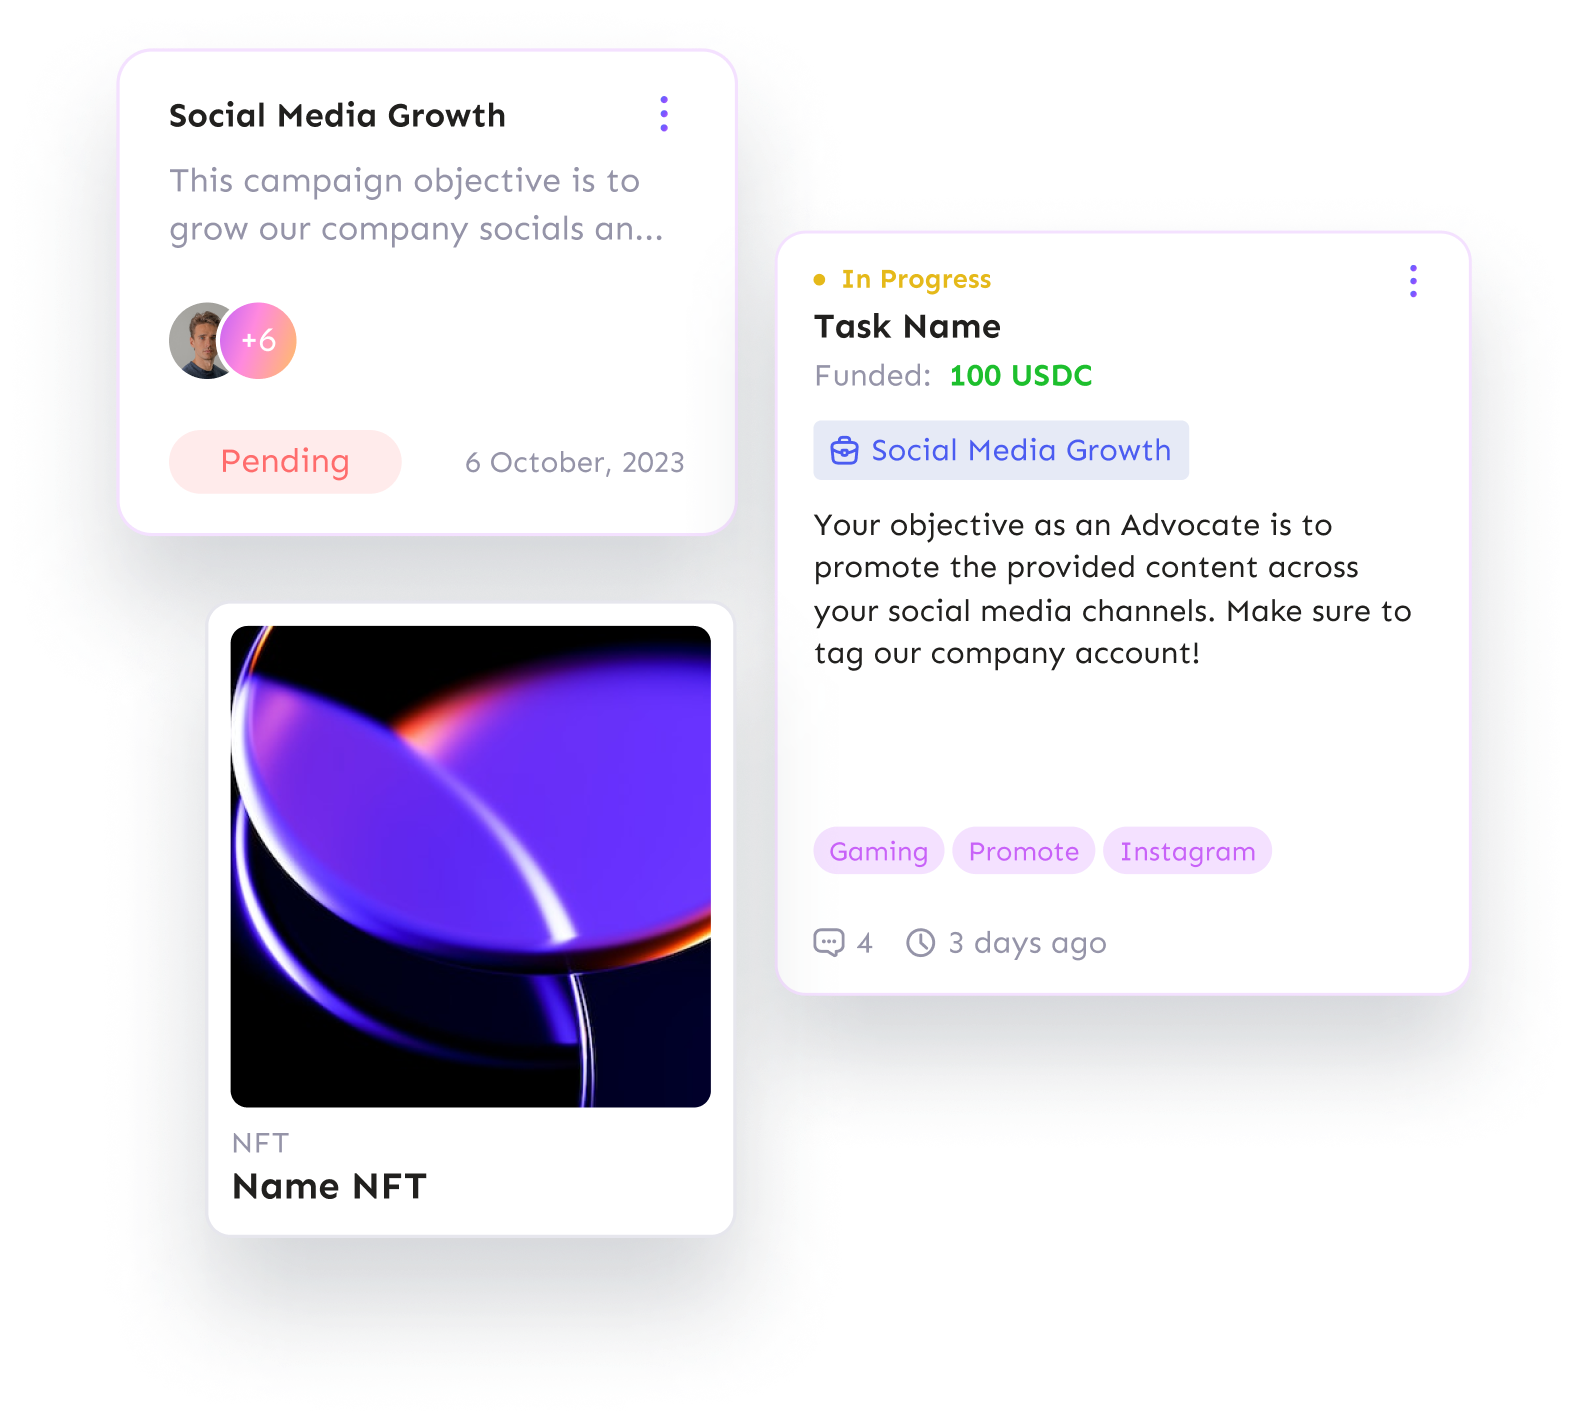 Social Media Growth
This campaign objective is to
grow our company socials an...
+6
Pending
6 October, 2023
In Progress
Task Name
Funded: 100 USDC
Social Media Growth
Your objective as an Advocate is to
promote the provided content across
your social media channels. Make sure to
tag our company account!
Gaming
Promote
Instagram
4
3 days ago
NFT
Name NFT